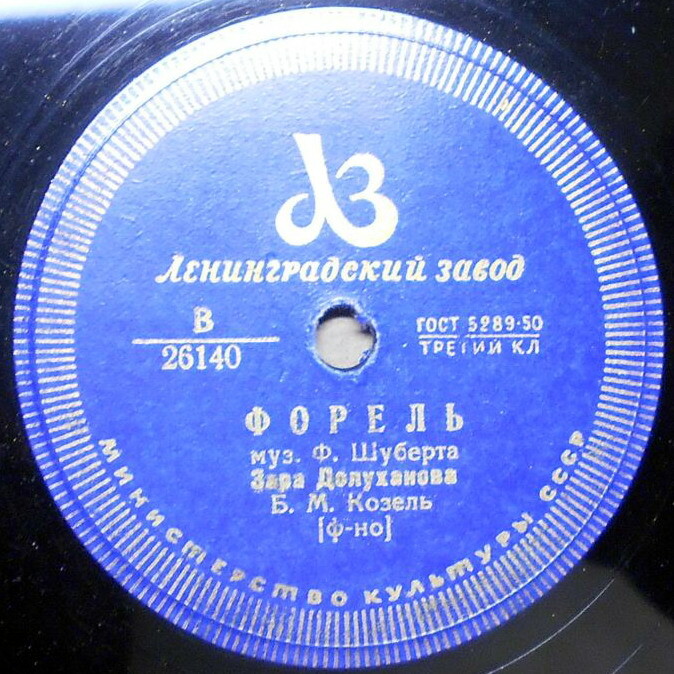 ЛЗ
Ленинградский завод
В
26140
ГОСТ 5289-50
ТРЕТИЙ КЛ
ФОРЕЛЬ
муз. Ф. Шуберта
Зара Долуханова
Б. М. Козель
[ф-но]
МИНИСТЕРСТВО КУЛЬТУРЫ СССР